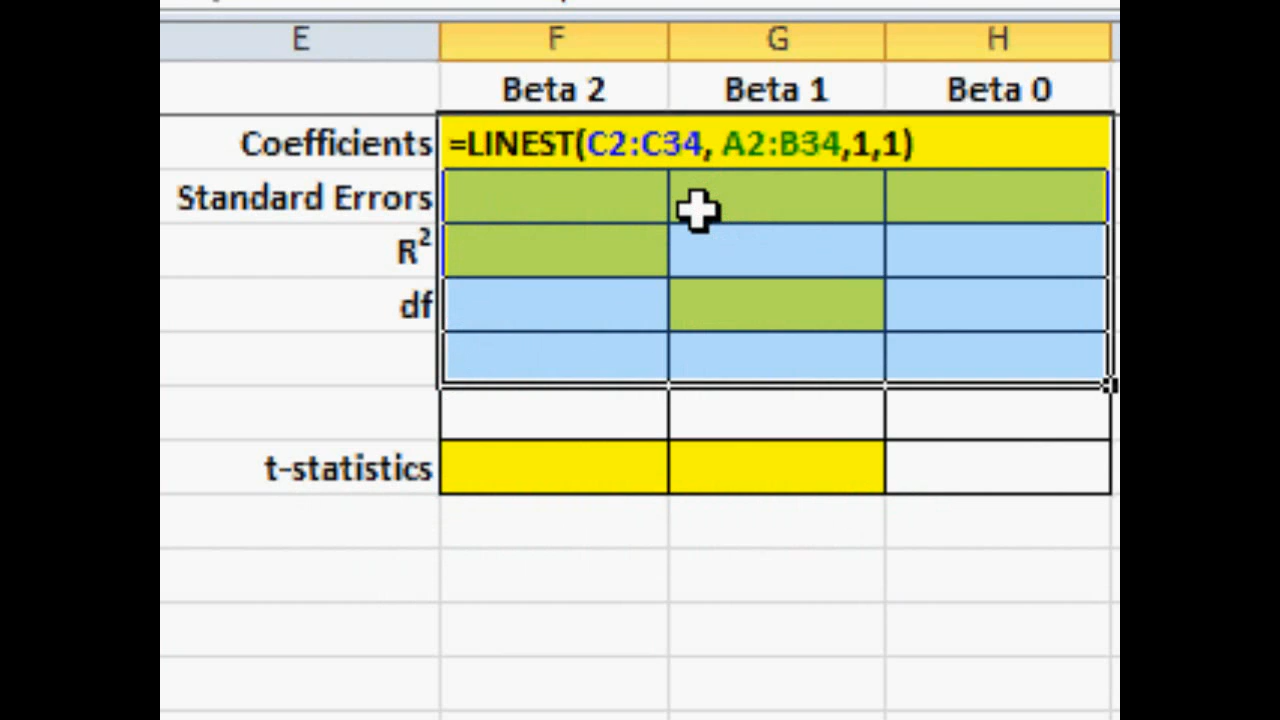 E F G H
Beta 2 Beta 1 Beta 0
Coefficients =LINEST(C2:C34, A2:B34,1,1)
Standard Errors
R²
df
t-statistics